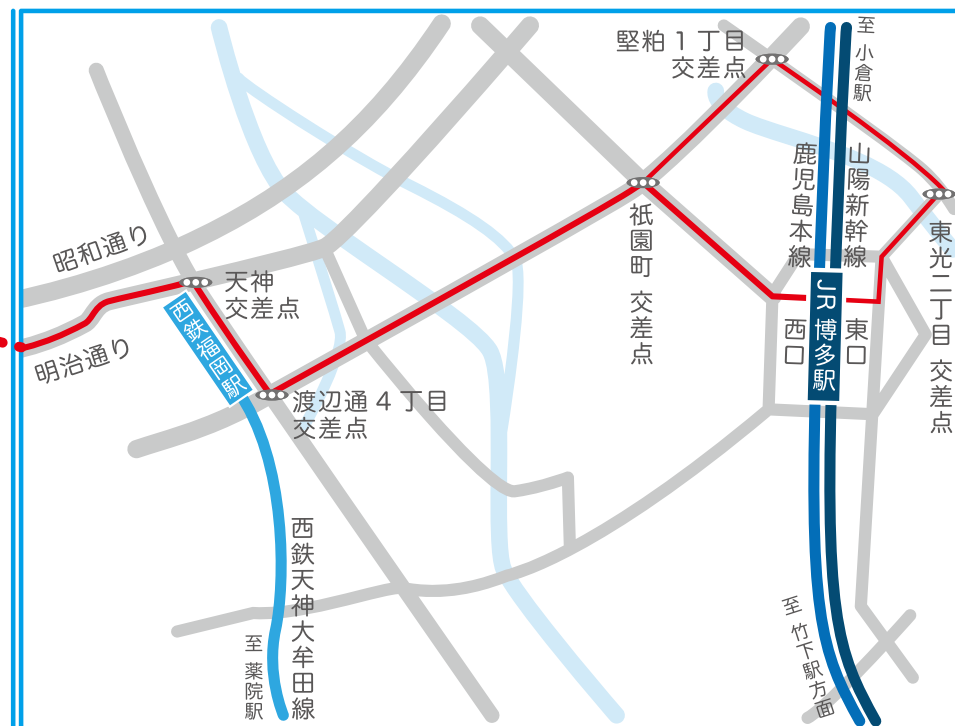 至 小倉駅
堅粕1丁目
交差点
鹿児島本線
山陽新幹線
昭和通り
祇園町 交差点
東光二丁目 交差点
天神
交差点
西鉄福岡駅
JR 博多駅
西口
東口
明治通り
渡辺通4丁目
交差点
西鉄天神大牟田線
至 薬院駅
至 竹下駅方面